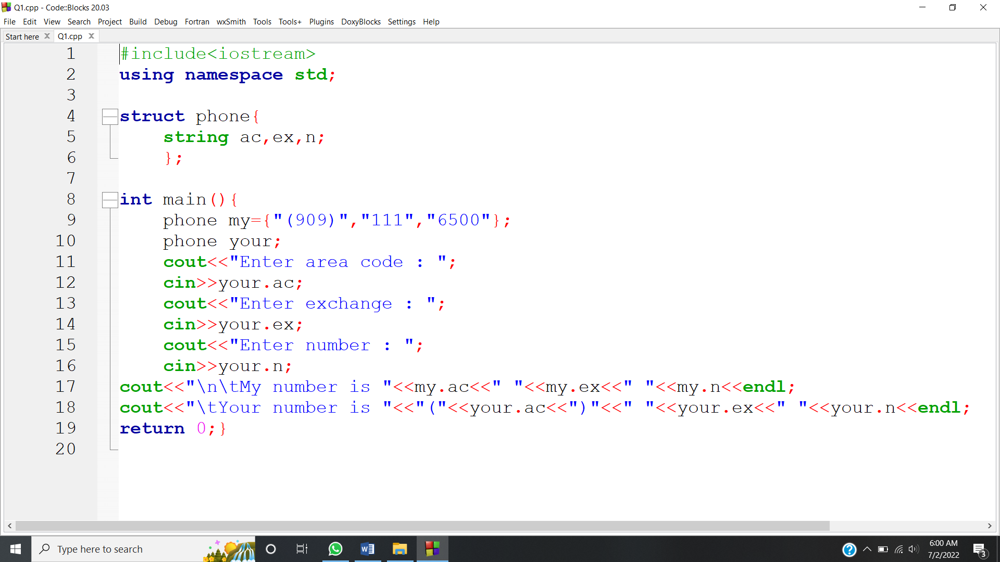 Q1.cpp - Code::Blocks 20.03
File Edit View Search Project Build Debug Fortran wxSmith Tools Tools+ Plugins DoxyBlocks Settings Help
Start here Q1.cpp
1 #include<iostream>
2 using namespace std;
3
4 struct phone{
5     string ac,ex,n;
6     };
7
8 int main(){
9     phone my={"(909)","111","6500"};
10     phone your;
11     cout<<"Enter area code : ";
12     cin>>your.ac;
13     cout<<"Enter exchange : ";
14     cin>>your.ex;
15     cout<<"Enter number : ";
16     cin>>your.n;
17 cout<<"\n\tMy number is "<<my.ac<<" "<<my.ex<<" "<<my.n<<endl;
18 cout<<"\tYour number is "<<"("<<your.ac<<")"<<" "<<your.ex<<" "<<your.n<<endl;
19 return 0;}
20
Type here to search
6:00 AM
7/2/2022
3